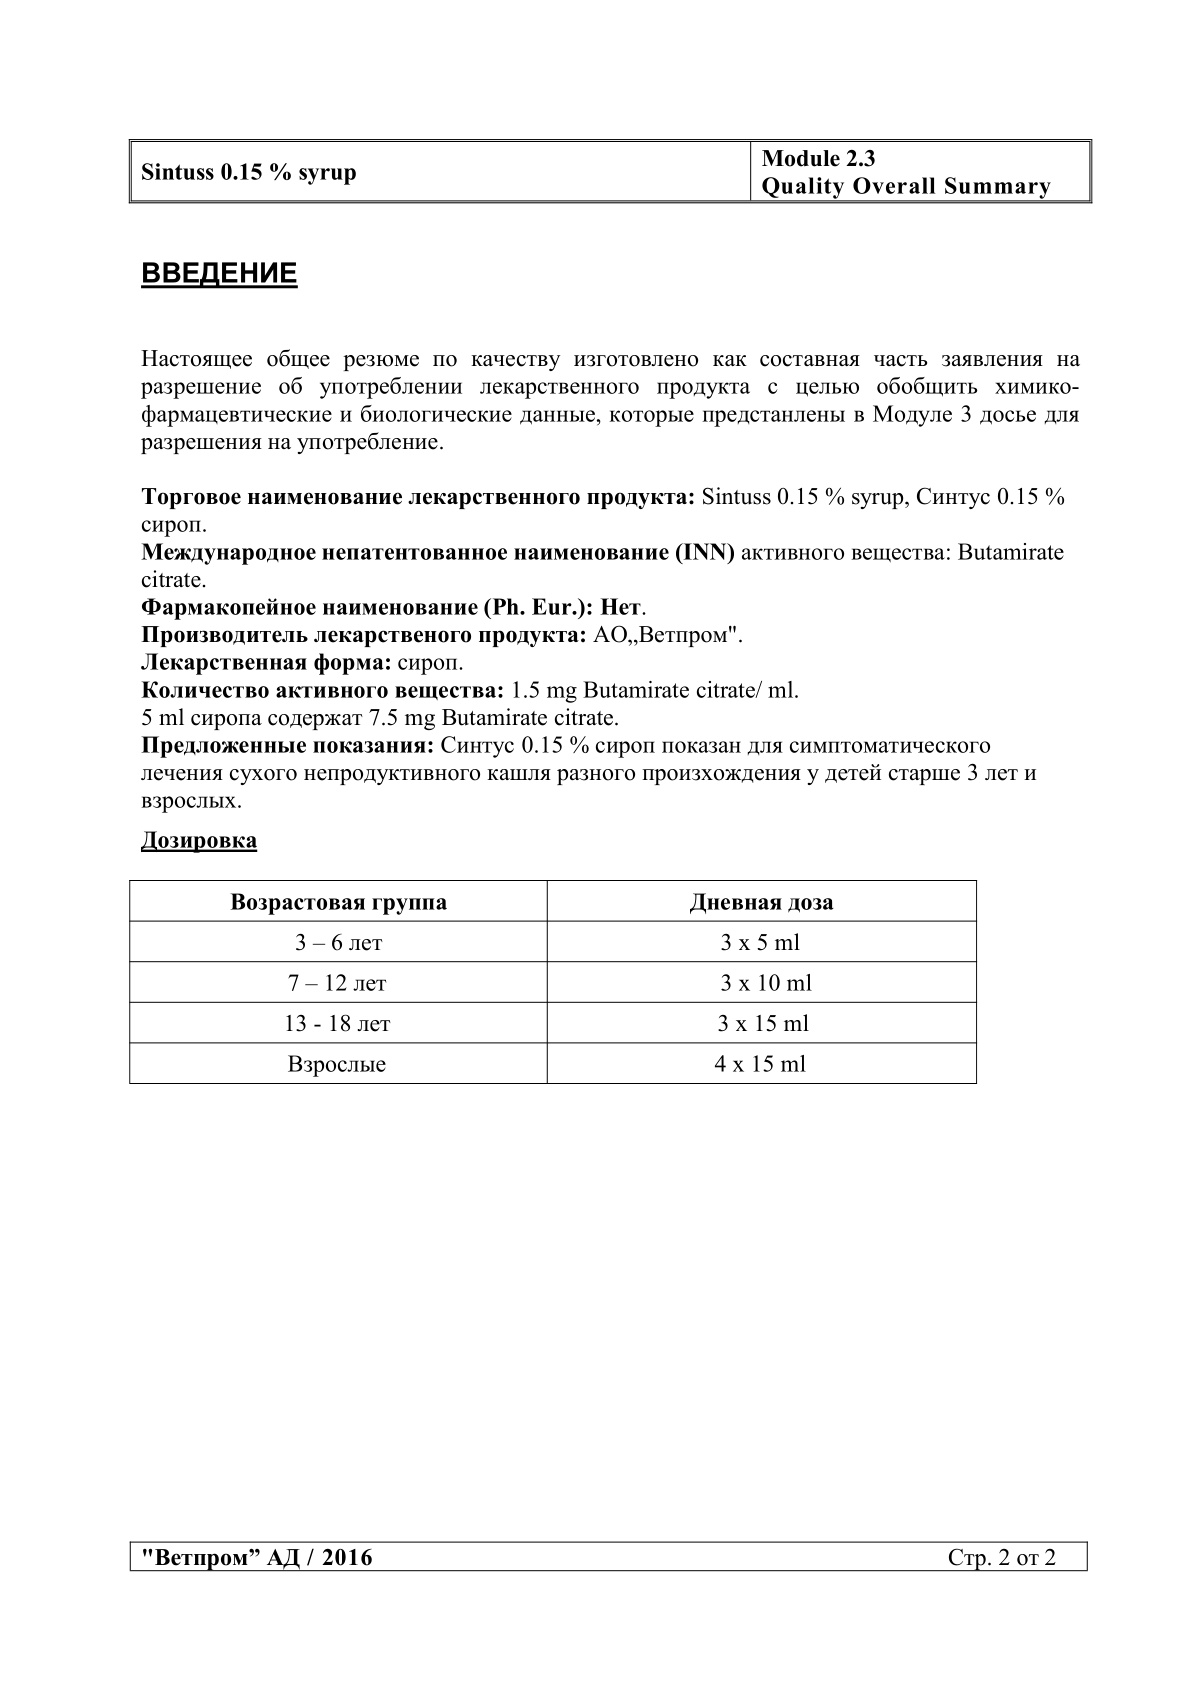 Sintuss 0.15 % syrup
Module 2.3
Quality Overall Summary
ВВЕДЕНИЕ
Настоящее общее резюме по качеству изготовлено как составная часть заявления на
разрешение об употреблении лекарственного продукта с целью обобщить химико-
фармацевтические и биологические данные, которые предстанлены в Модуле 3 досье для
разрешения на употребление.
Торговое наименование лекарственного продукта: Sintuss 0.15 % syrup, Синтус 0.15 %
сироп.
Международное непатентованное наименование (INN) активного вещества: Butamirate
citrate.
Фармакопейное наименование (Ph. Eur.): Нет.
Производитель лекарственого продукта: АО„Ветпром".
Лекарственная форма: сироп.
Количество активного вещества: 1.5 mg Butamirate citrate/ ml.
5 ml сиропа содержат 7.5 mg Butamirate citrate.
Предложенные показания: Синтус 0.15 % сироп показан для симптоматического
лечения сухого непродуктивного кашля разного произхождения у детей старше 3 лет и
взрослых.
Дозировка
Возрастовая группа
Дневная доза
3 – 6 лет
3 x 5 ml
7 – 12 лет
3 x 10 ml
13 - 18 лет
3 x 15 ml
Взрослые
4 x 15 ml
"Ветпром” АД / 2016
Стр. 2 от 2